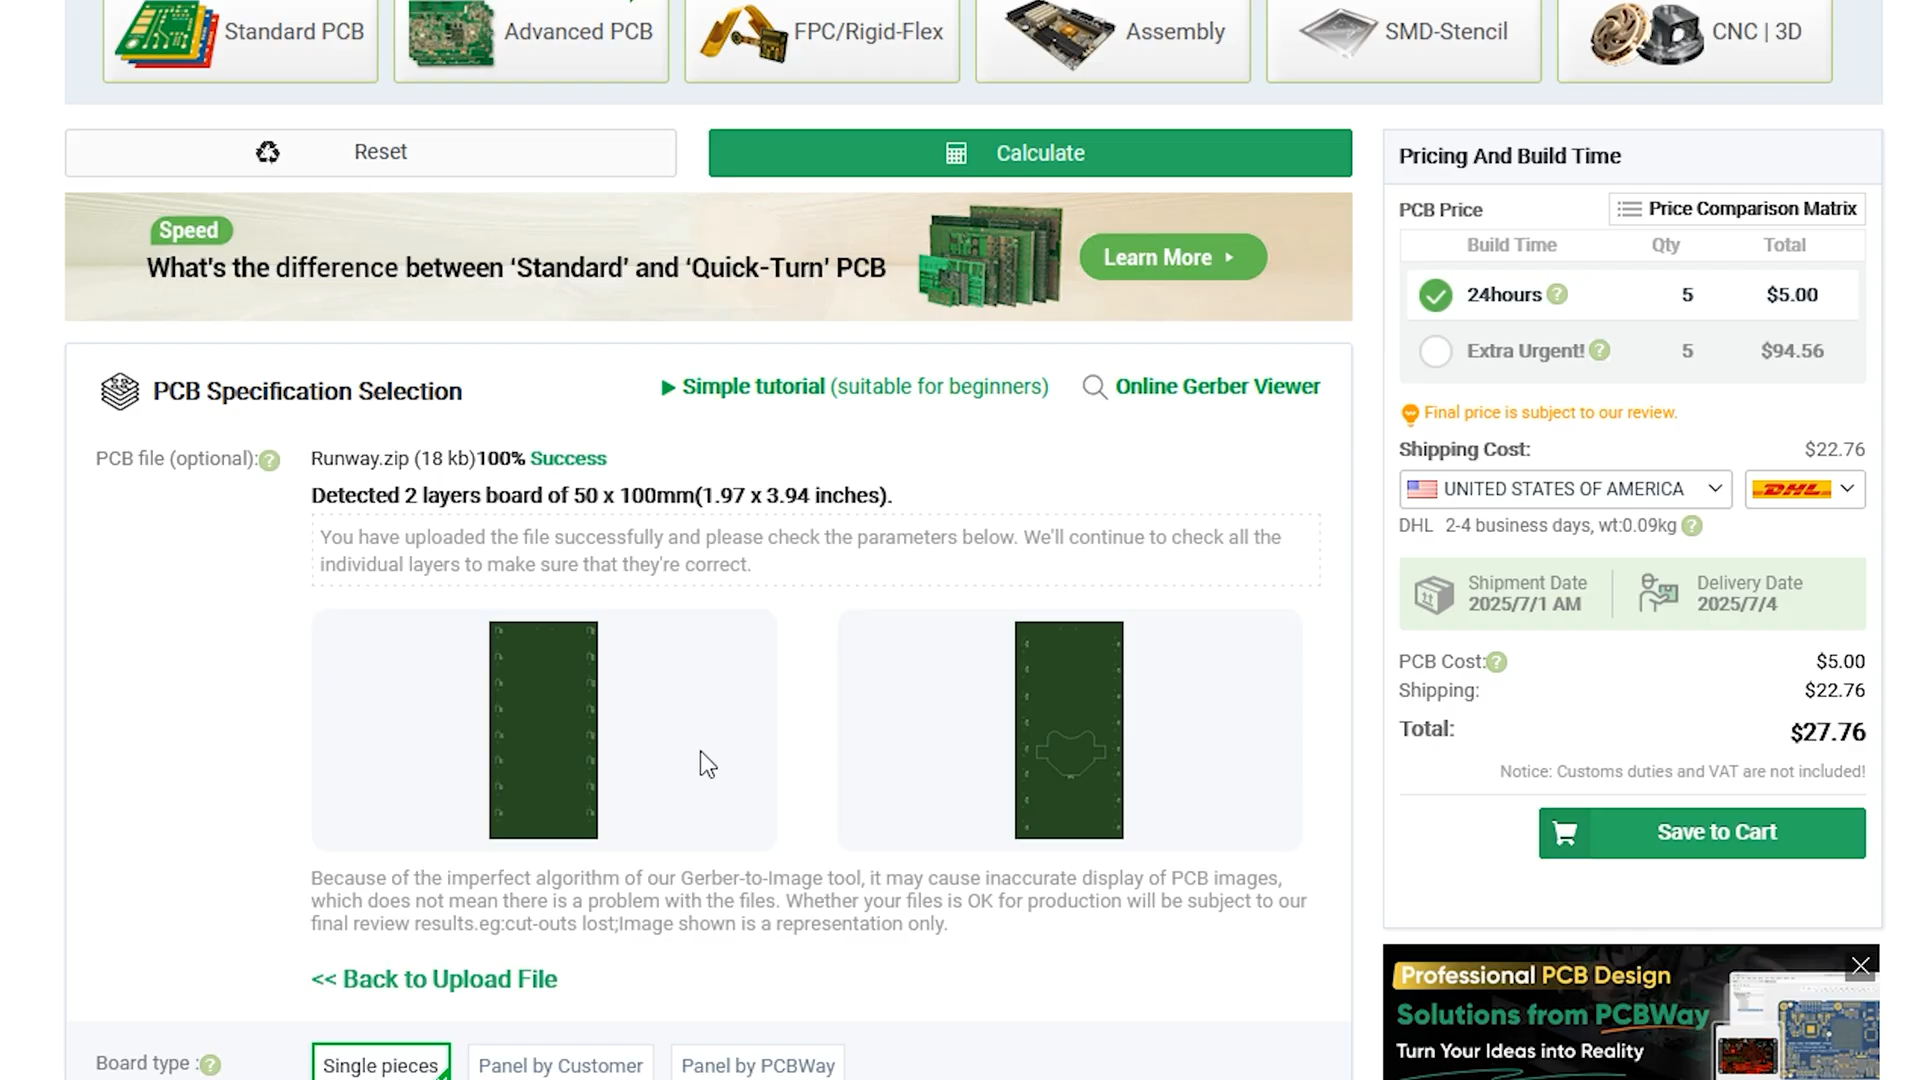 Standard PCB
Advanced PCB
FPC/Rigid-Flex
Assembly
SMD-Stencil
CNC | 3D
Reset
Calculate
Speed
What's the difference between ‘Standard’ and ‘Quick-Turn’ PCB
Learn More
PCB Specification Selection
Simple tutorial (suitable for beginners)
Online Gerber Viewer
PCB file (optional):?
Runway.zip (18 kb)100% Success
Detected 2 layers board of 50 x 100mm(1.97 x 3.94 inches).
You have uploaded the file successfully and please check the parameters below. We'll continue to check all the
individual layers to make sure that they're correct.
Because of the imperfect algorithm of our Gerber-to-Image tool, it may cause inaccurate display of PCB images,
which does not mean there is a problem with the files. Whether your files is OK for production will be subject to our
final review results.eg:cut-outs lost;Image shown is a representation only.
<< Back to Upload File
Board type :?
Single pieces
Panel by Customer
Panel by PCBWay
Pricing And Build Time
PCB Price
Price Comparison Matrix
Build Time Qty Total
24hours ? 5 $5.00
Extra Urgent! ? 5 $94.56
Final price is subject to our review.
Shipping Cost: $22.76
UNITED STATES OF AMERICA
DHL
DHL 2-4 business days, wt:0.09kg ?
Shipment Date
2025/7/1 AM
Delivery Date
2025/7/4
PCB Cost:? $5.00
Shipping: $22.76
Total: $27.76
Notice: Customs duties and VAT are not included!
Save to Cart
Professional PCB Design
Solutions from PCBWay
Turn Your Ideas into Reality